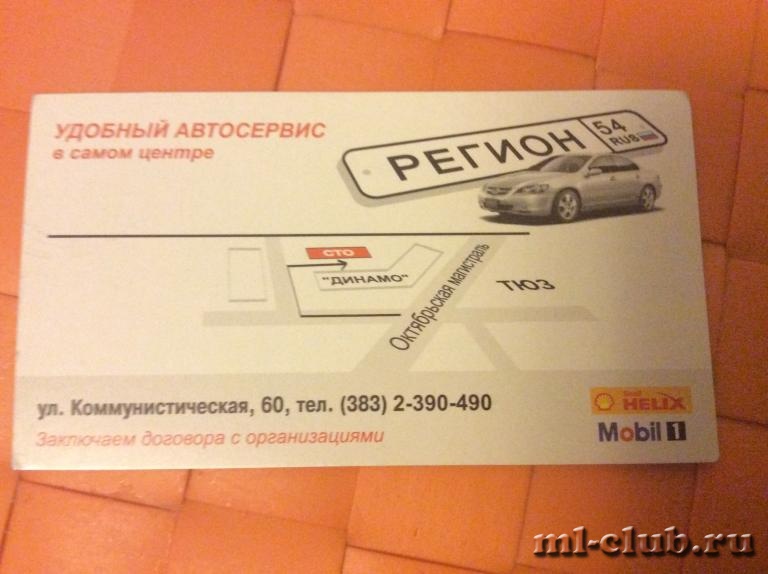 УДОБНЫЙ АВТОСЕРВИС
в самом центре
РЕГИОН
54
RUS
СТО
"ДИНАМО"
Октябрьская магистраль
ТЮЗ
ул. Коммунистическая, 60, тел. (383) 2-390-490
Заключаем договора с организациями
Shell
HELIX
Mobil 1
ml-club.ru